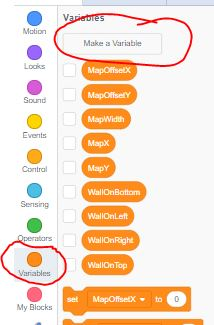 Variables
Motion
Make a Variable
Looks
MapOffsetX
Sound
MapOffsetY
Events
MapWidth
Control
MapX
MapY
Sensing
WallOnBottom
Operators
WallOnLeft
WallOnRight
Variables
WallOnTop
My Blocks
set MapOffsetX to 0